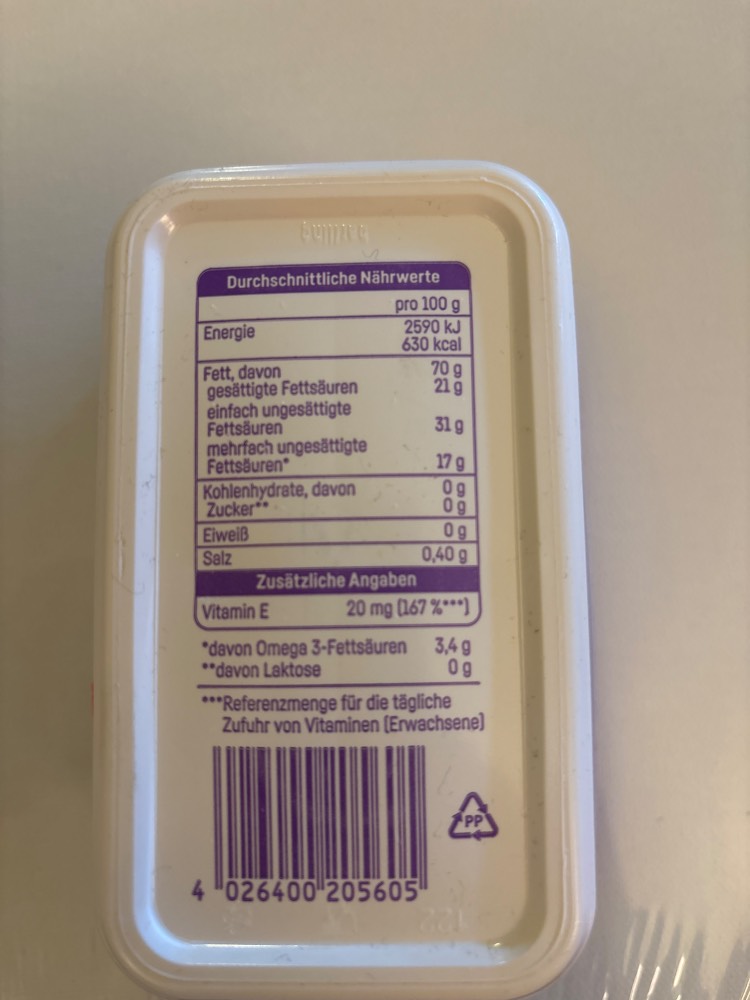 Durchschnittliche Nährwerte
pro 100 g
Energie 2590 kJ
630 kcal
Fett, davon 70 g
gesättigte Fettsäuren 21 g
einfach ungesättigte
Fettsäuren 31 g
mehrfach ungesättigte
Fettsäuren* 17 g
Kohlenhydrate, davon 0 g
Zucker** 0 g
Eiweiß 0 g
Salz 0,40 g
Zusätzliche Angaben
Vitamin E 20 mg (167 %***)
*davon Omega 3-Fettsäuren 3,4 g
**davon Laktose 0 g
***Referenzmenge für die tägliche
Zufuhr von Vitaminen (Erwachsene)
PP
4 026400 205605